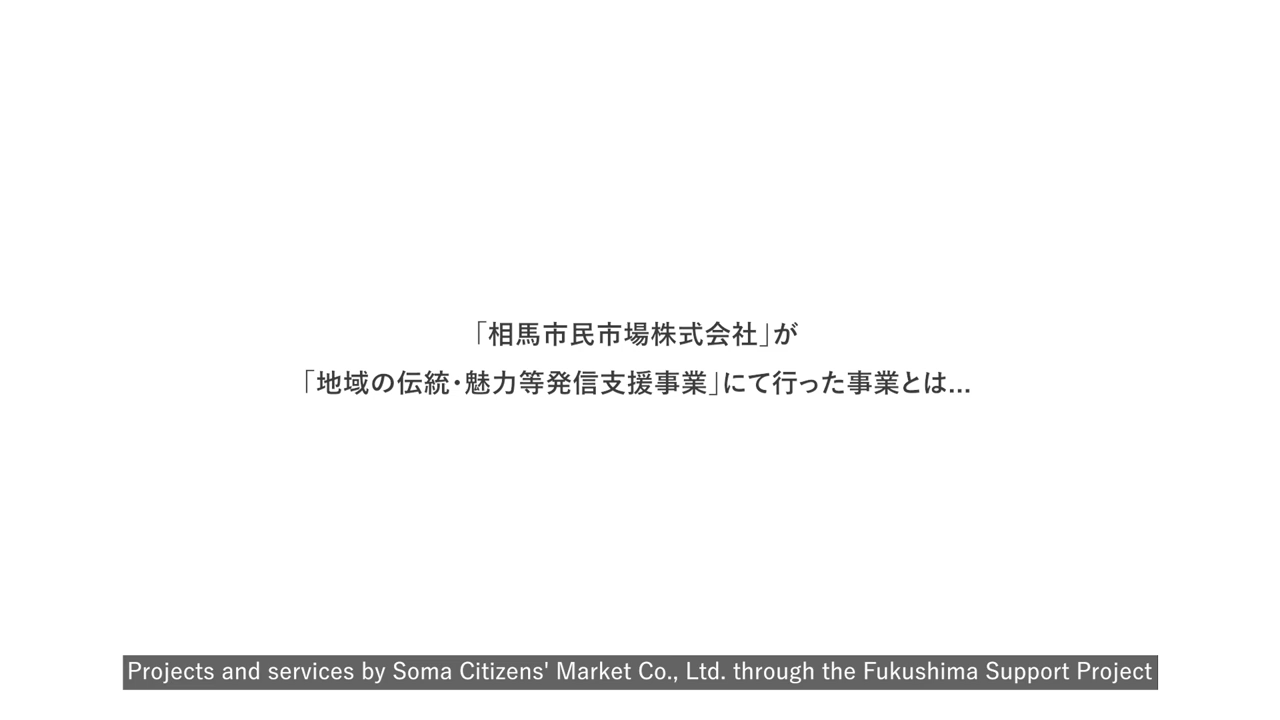 「相馬市民市場株式会社」が
「地域の伝統・魅力等発信支援事業」にて行った事業とは...
Projects and services by Soma Citizens' Market Co., Ltd. through the Fukushima Support Project